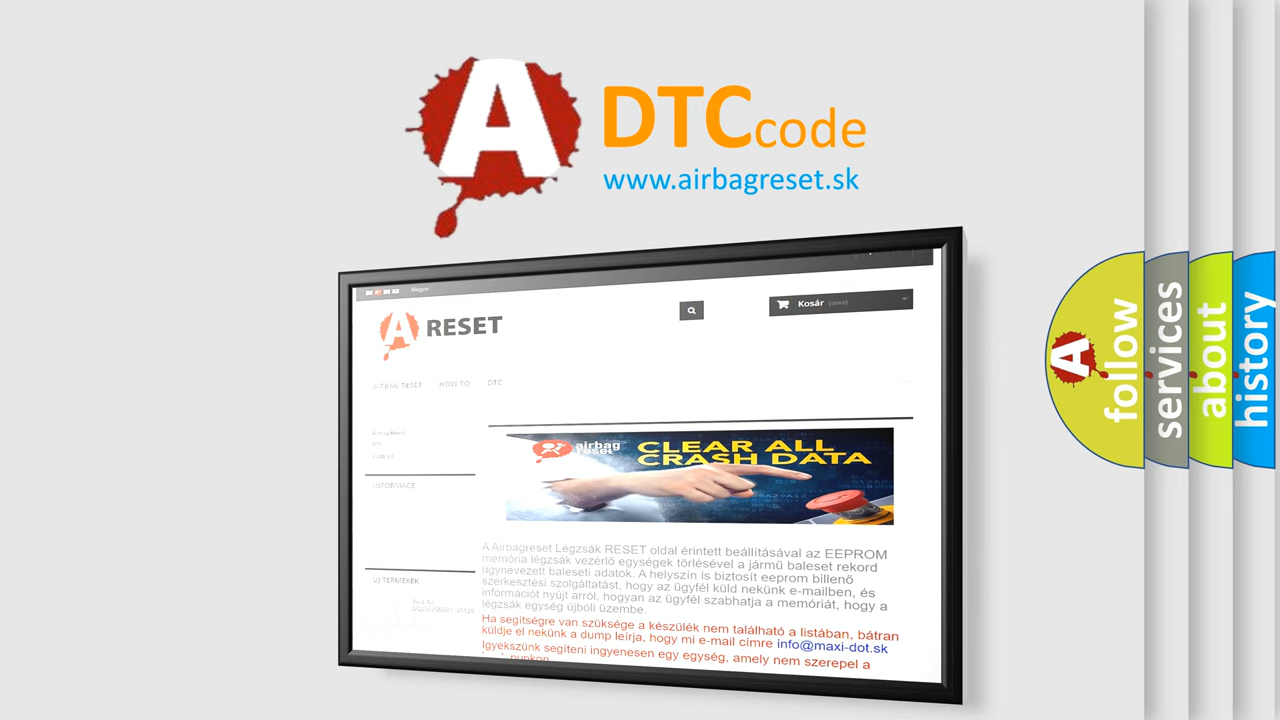 A
DTCcode
www.airbagreset.sk
Magyar
A RESET
Kosár (üres)
AIRBAG RESET HOW TO DTC
INFORMACE
ÚJ TERMÉKEK
airbag
reset
CLEAR ALL
CRASH DATA
A Airbagreset Légzsák RESET oldal érintett beállításával az EEPROM
memória légzsák vezérlő egységek törlésével a jármű baleset rekord
úgynevezett baleseti adatok. A helyszín is biztosít eeprom billenő
szerkesztési szolgáltatást, hogy az ügyfél küld nekünk e-mailben, és
információt nyújt arról, hogyan az ügyfél szabhatja a memóriát, hogy a
légzsák egység újbóli üzembe.
Ha segítségre van szüksége a készülék nem található a listában, bátran
küldje el nekünk a dump leírja, hogy mi e-mail címre info@maxi-dot.sk
Igyekszünk segíteni ingyenesen egy egység, amely nem szerepel a
A
follow
services
about
history